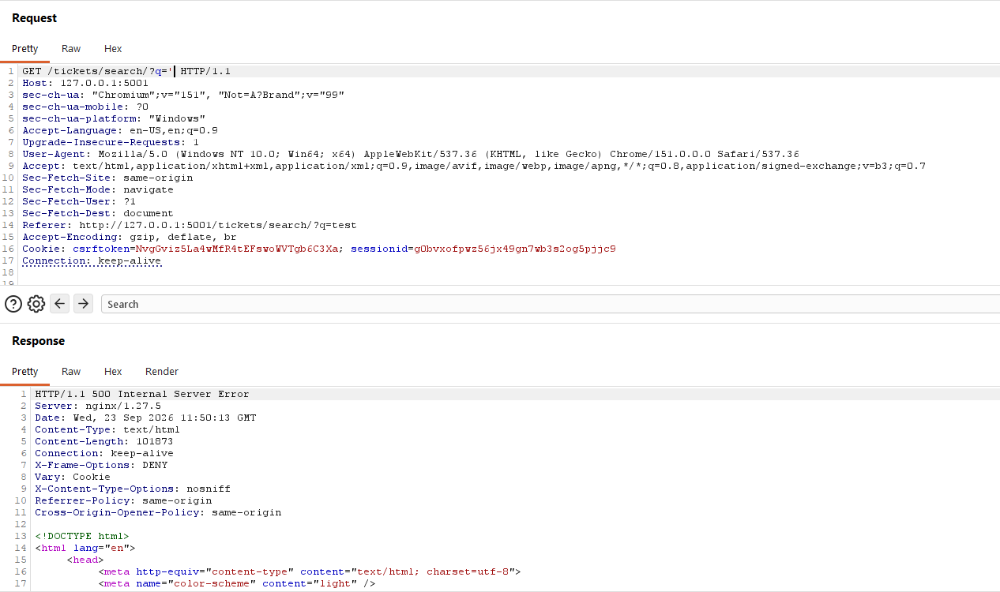 Request
Pretty Raw Hex
1 GET /tickets/search/?q=' HTTP/1.1
2 Host: 127.0.0.1:5001
3 sec-ch-ua: "Chromium";v="151", "Not=A?Brand";v="99"
4 sec-ch-ua-mobile: ?0
5 sec-ch-ua-platform: "Windows"
6 Accept-Language: en-US,en;q=0.9
7 Upgrade-Insecure-Requests: 1
8 User-Agent: Mozilla/5.0 (Windows NT 10.0; Win64; x64) AppleWebKit/537.36 (KHTML, like Gecko) Chrome/151.0.0.0 Safari/537.36
9 Accept: text/html,application/xhtml+xml,application/xml;q=0.9,image/avif,image/webp,image/apng,*/*;q=0.8,application/signed-exchange;v=b3;q=0.7
10 Sec-Fetch-Site: same-origin
11 Sec-Fetch-Mode: navigate
12 Sec-Fetch-User: ?1
13 Sec-Fetch-Dest: document
14 Referer: http://127.0.0.1:5001/tickets/search/?q=test
15 Accept-Encoding: gzip, deflate, br
16 Cookie: csrftoken=NvgGviz5La4wMfR4tEFswoWVTgb6C3Xa; sessionid=g0bvxofpwz56jx49gn7wb3s2og5pjjc9
17 Connection: keep-alive
18
19
Search
Response
Pretty Raw Hex Render
1 HTTP/1.1 500 Internal Server Error
2 Server: nginx/1.27.5
3 Date: Wed, 23 Sep 2026 11:50:13 GMT
4 Content-Type: text/html
5 Content-Length: 101873
6 Connection: keep-alive
7 X-Frame-Options: DENY
8 Vary: Cookie
9 X-Content-Type-Options: nosniff
10 Referrer-Policy: same-origin
11 Cross-Origin-Opener-Policy: same-origin
12
13 <!DOCTYPE html>
14 <html lang="en">
15 <head>
16 <meta http-equiv="content-type" content="text/html; charset=utf-8">
17 <meta name="color-scheme" content="light" />